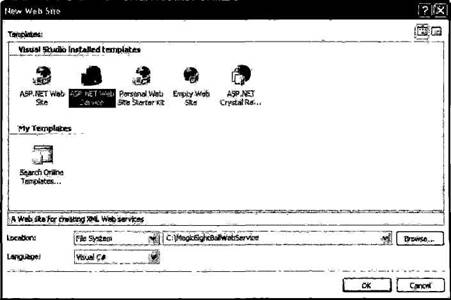 New Web Site
Templates:
Visual Studio installed templates
ASP.NET Web Site
ASP.NET Web Service
Personal Web Site Starter Kit
Empty Web Site
ASP.NET Crystal Re...
My Templates
Search Online Templates...
A Web site for creating XML Web services
Location:
File System
C:\MagicEightBallWebService
Browse...
Language:
Visual C#
OK
Cancel